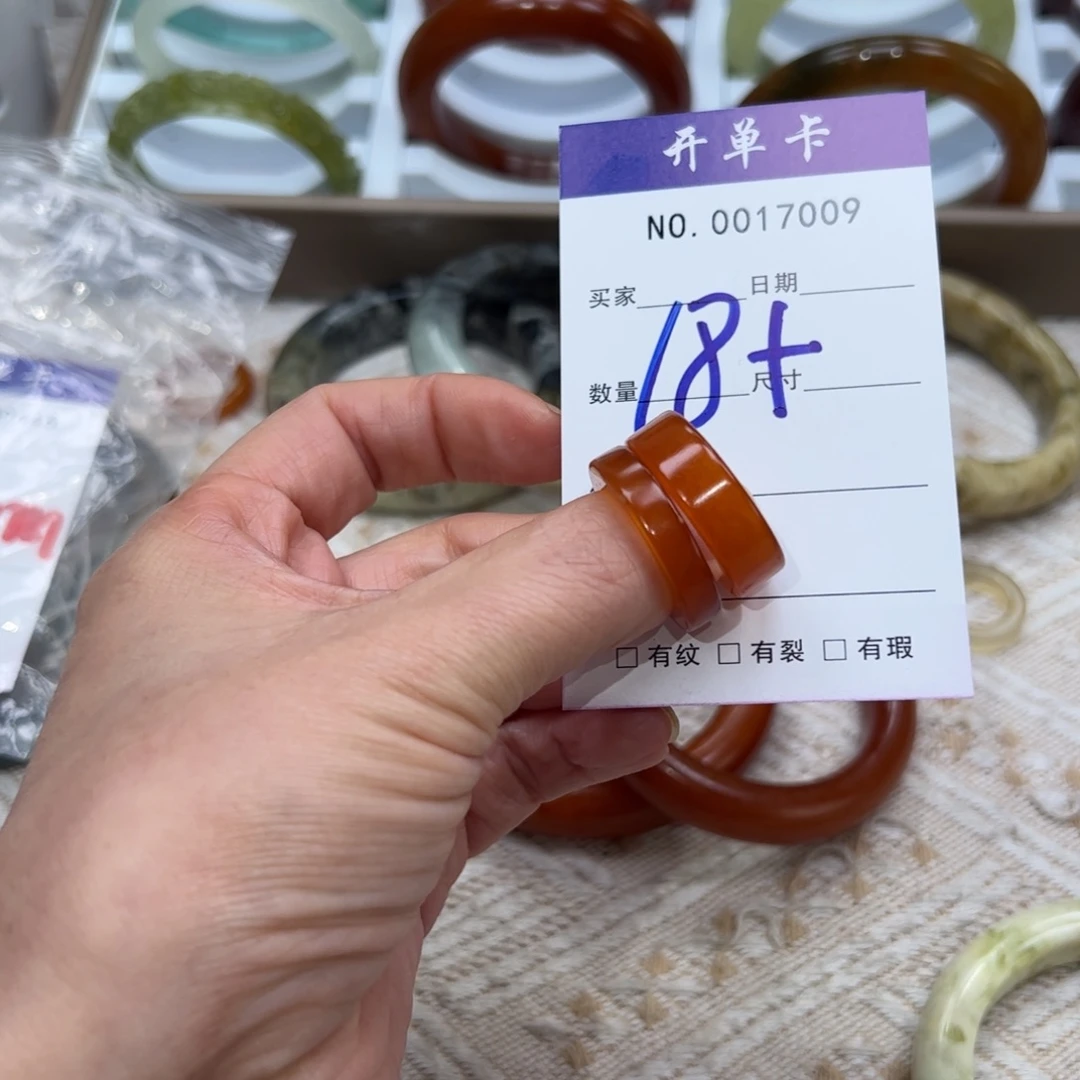 开单卡
NO.0017009
买家 日期
18+
数量 尺寸
□有纹 □有裂 □有瑕